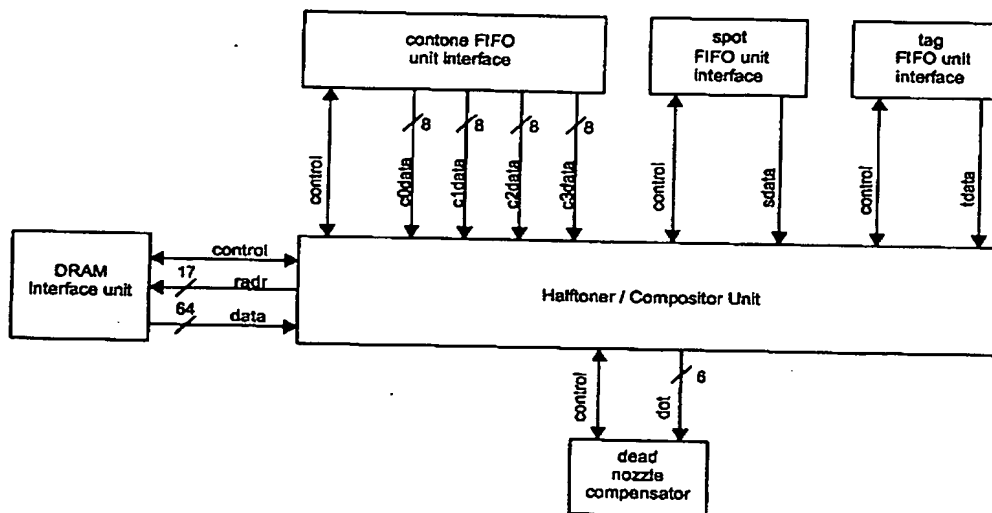 contone FIFO
unit interface
spot
FIFO unit
interface
tag
FIFO unit
interface
8
8
8
8
control
c0data
c1data
c2data
c3data
control
sdata
control
tdata
DRAM
Interface unit
control
17
radr
64
data
Halftoner / Compositor Unit
control
dot
6
dead
nozzle
compensator